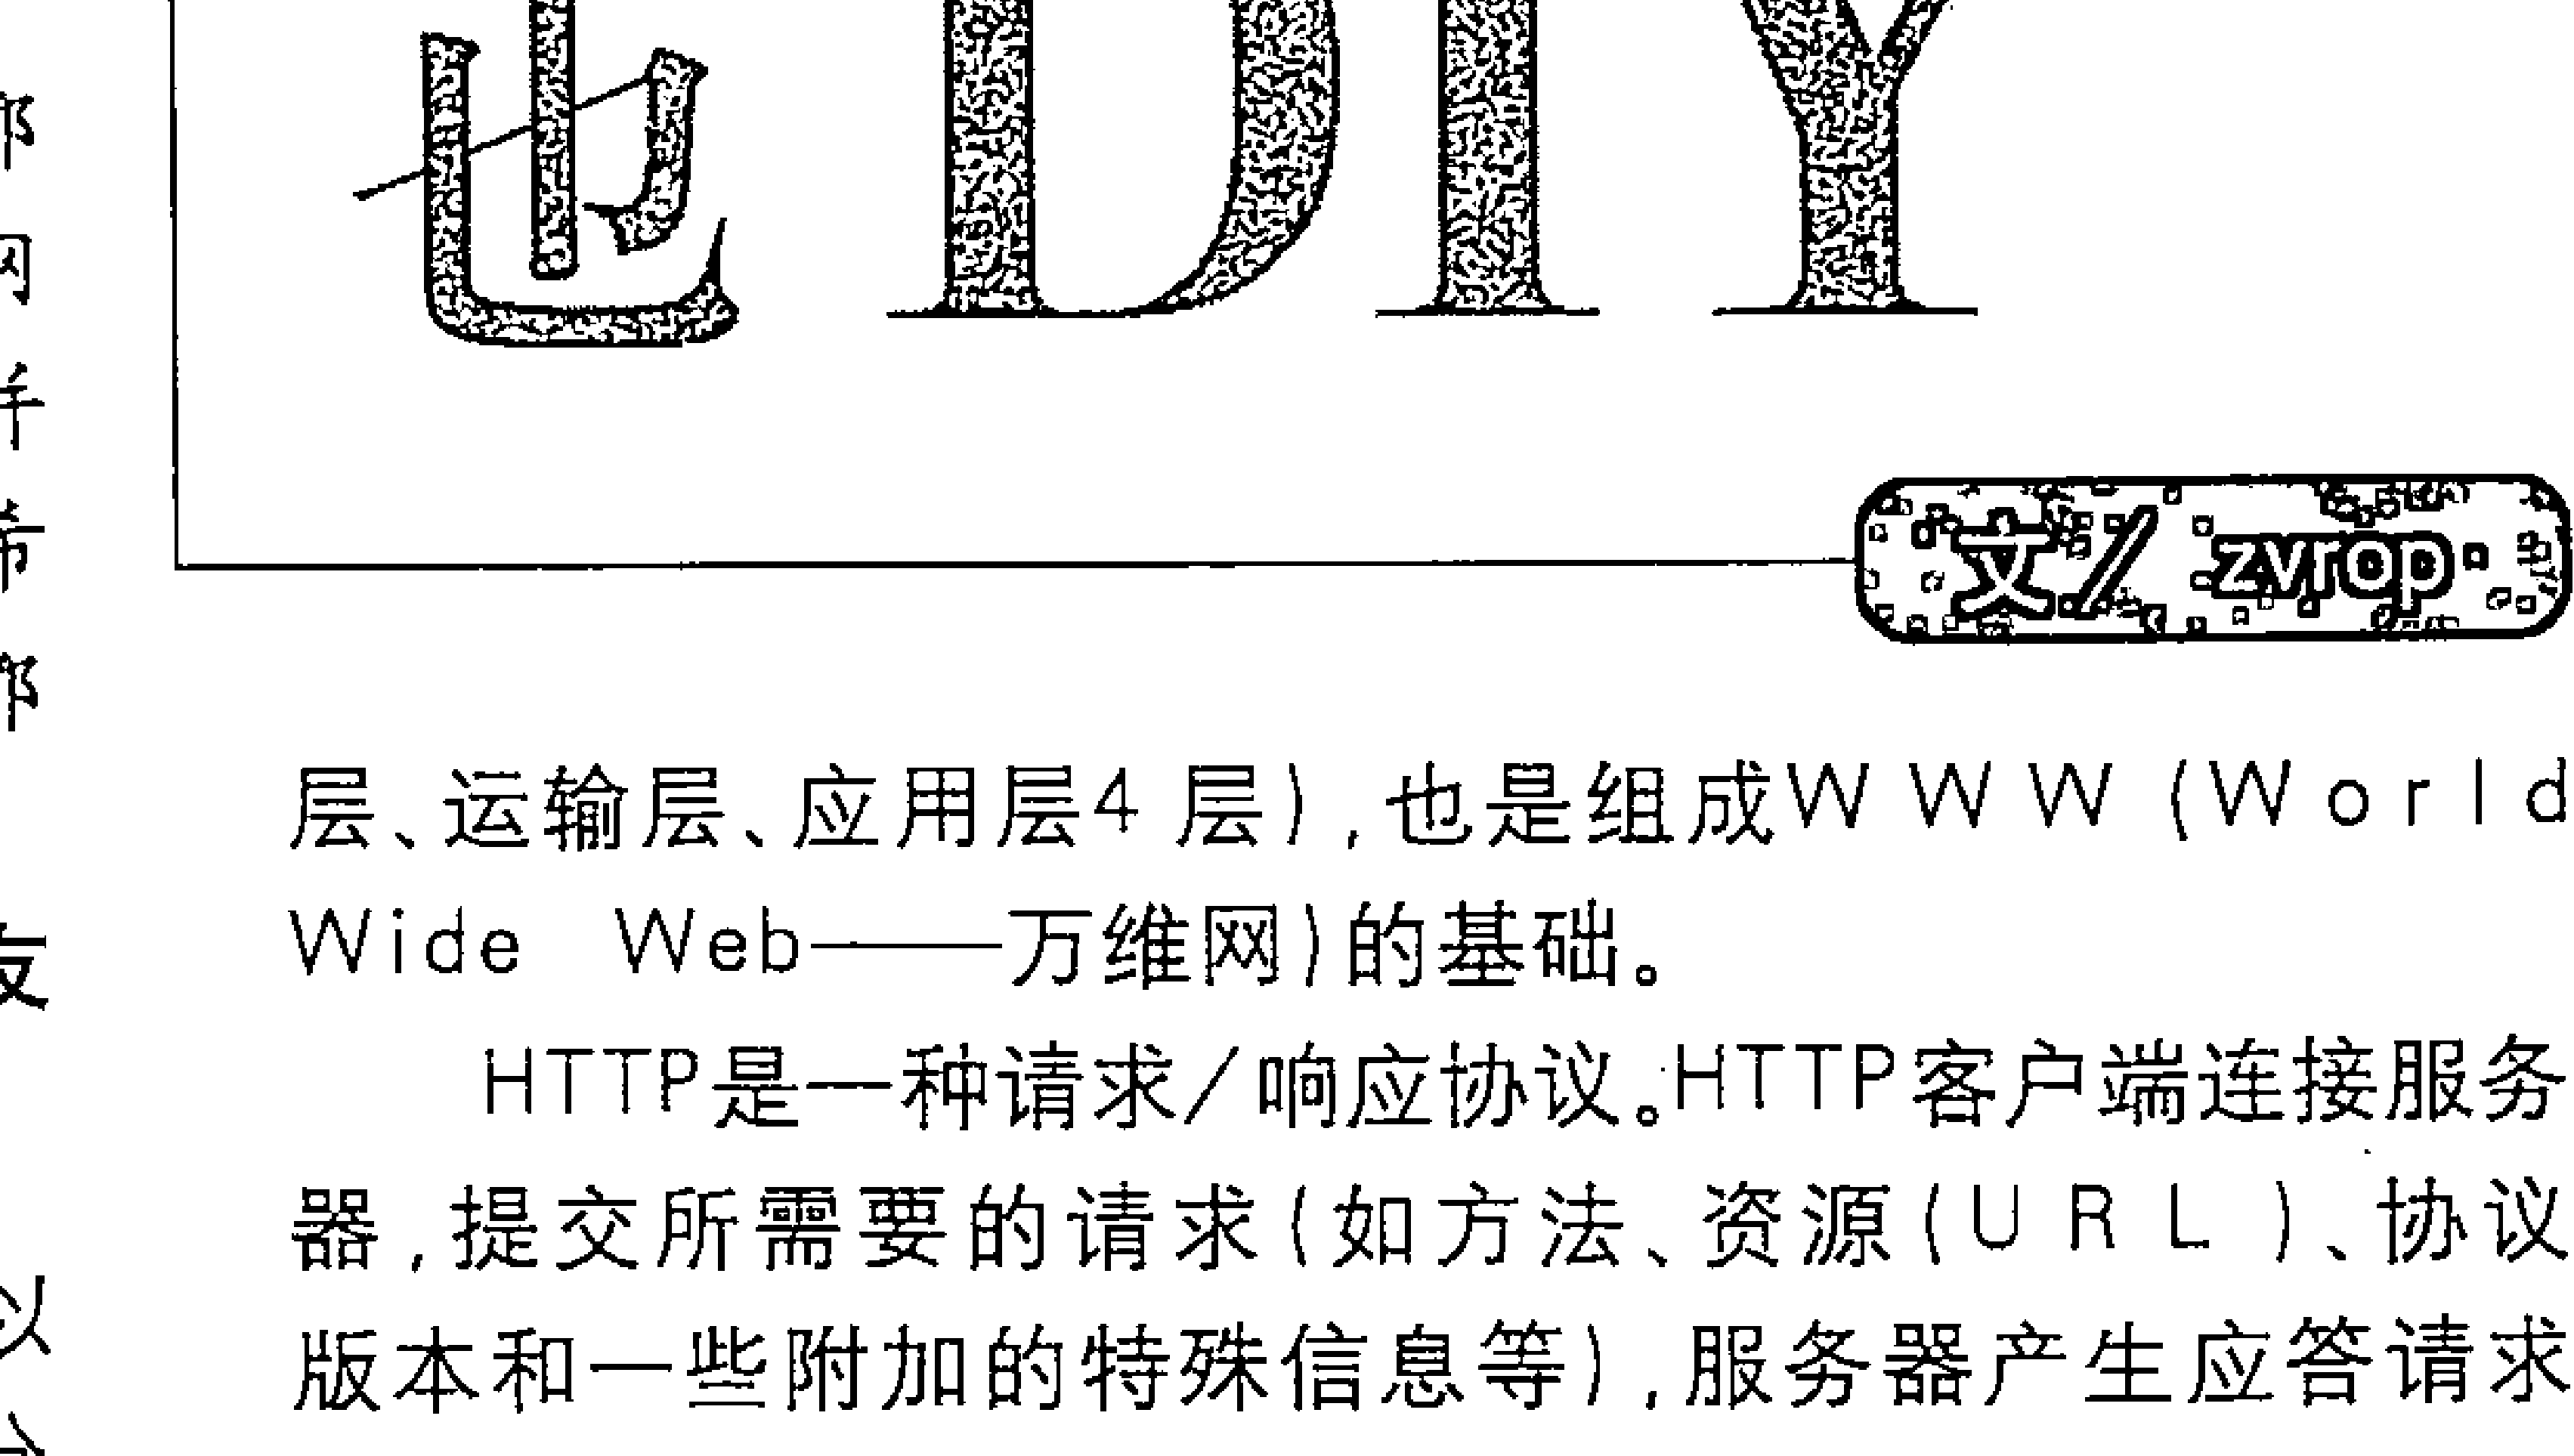 也 DIY
文/zvrop
层、运输层、应用层4层),也是组成WWW(World
Wide Web——万维网)的基础。
HTTP是一种请求/响应协议。HTTP客户端连接服务
器,提交所需要的请求(如方法、资源(URL)、协议
版本和一些附加的特殊信息等),服务器产生应答请求